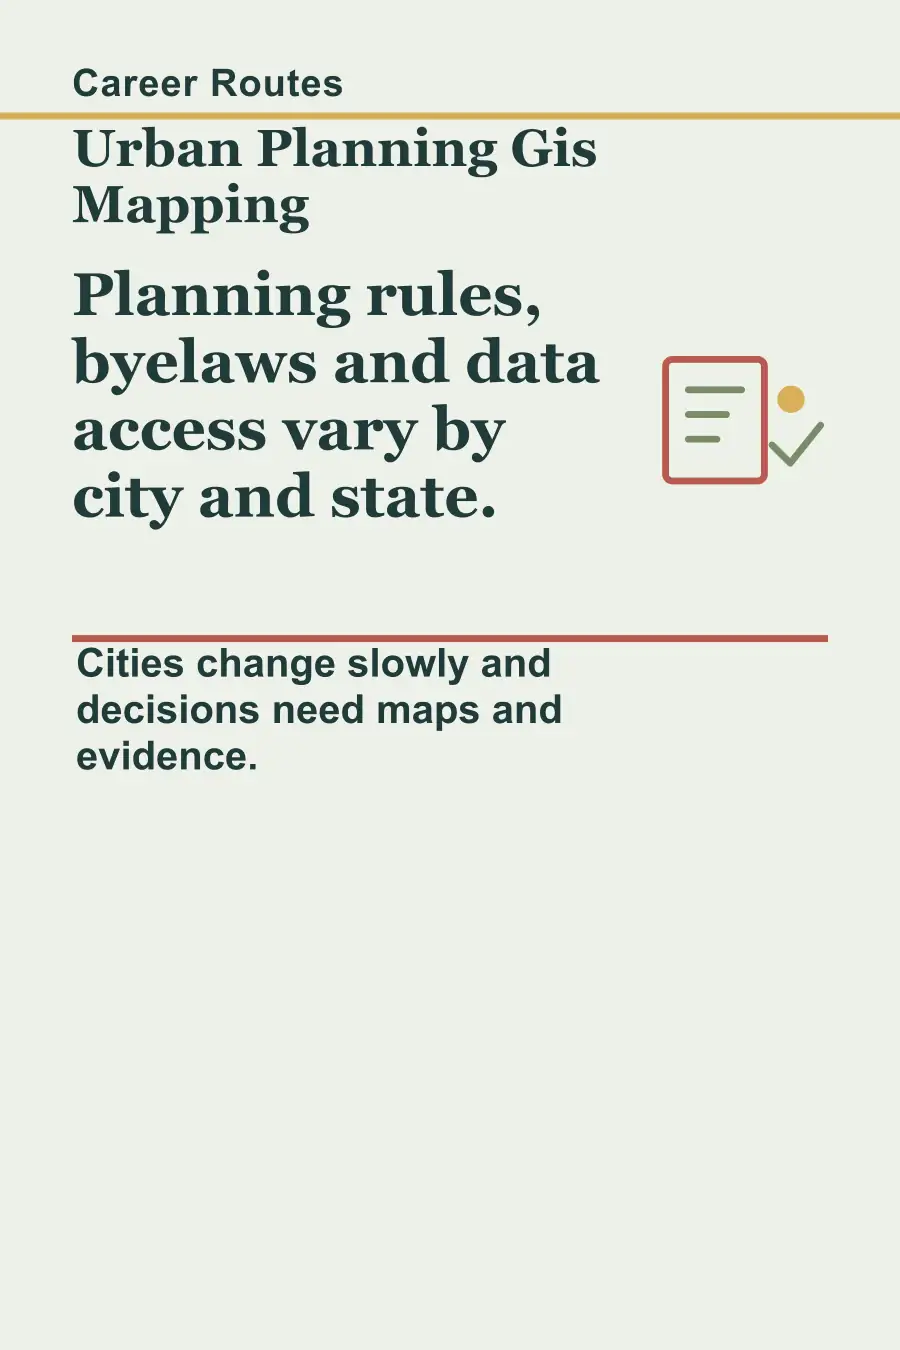 Career Routes
Urban Planning Gis
Mapping
Planning rules,
byelaws and data
access vary by
city and state.
Cities change slowly and
decisions need maps and
evidence.